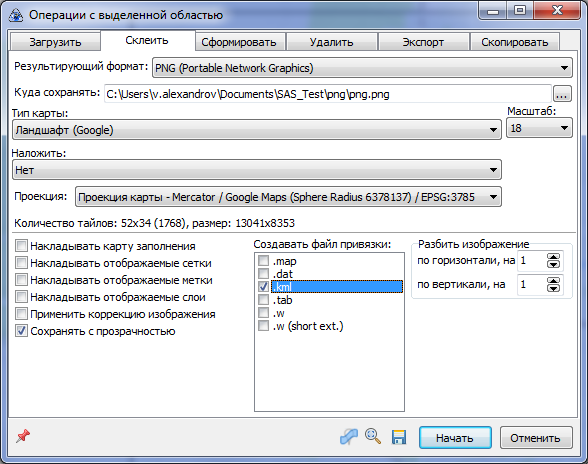 Операции с выделенной областью
Загрузить Склеить Сформировать Удалить Экспорт Скопировать
Результирующий формат: PNG (Portable Network Graphics)
Куда сохранять: C:\Users\v.alexandrov\Documents\SAS_Test\png\png.png ...
Тип карты: Масштаб:
Ландшафт (Google) 18
Наложить:
Нет
Проекция: Проекция карты - Mercator / Google Maps (Sphere Radius 6378137) / EPSG:3785
Количество тайлов: 52x34 (1768), размер: 13041x8353
Накладывать карту заполнения
Накладывать отображаемые сетки
Накладывать отображаемые метки
Накладывать отображаемые слои
Применить коррекцию изображения
Сохранять с прозрачностью
Создавать файл привязки:
.map
.dat
.kml
.tab
.w
.w (short ext.)
Разбить изображение
по горизонтали, на 1
по вертикали, на 1
Начать Отменить